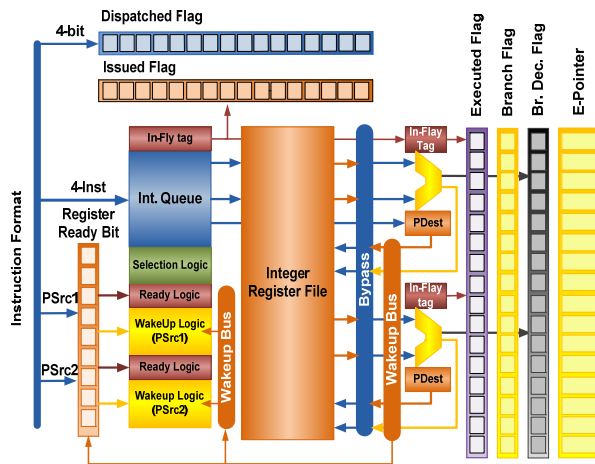 4-bit
Dispatched Flag
Issued Flag
In-Fly tag
4-Inst
Int. Queue
Register
Ready Bit
Selection Logic
Ready Logic
PSrc1
WakeUp Logic
(PSrc1)
Ready Logic
PSrc2
Wakeup Logic
(PSrc2)
Instruction Format
Wakeup Bus
Integer
Register File
Bypass
Wakeup Bus
In-Flay
Tag
PDest
In-Flay
tag
PDest
Executed Flag
Branch Flag
Br. Dec. Flag
E-Pointer